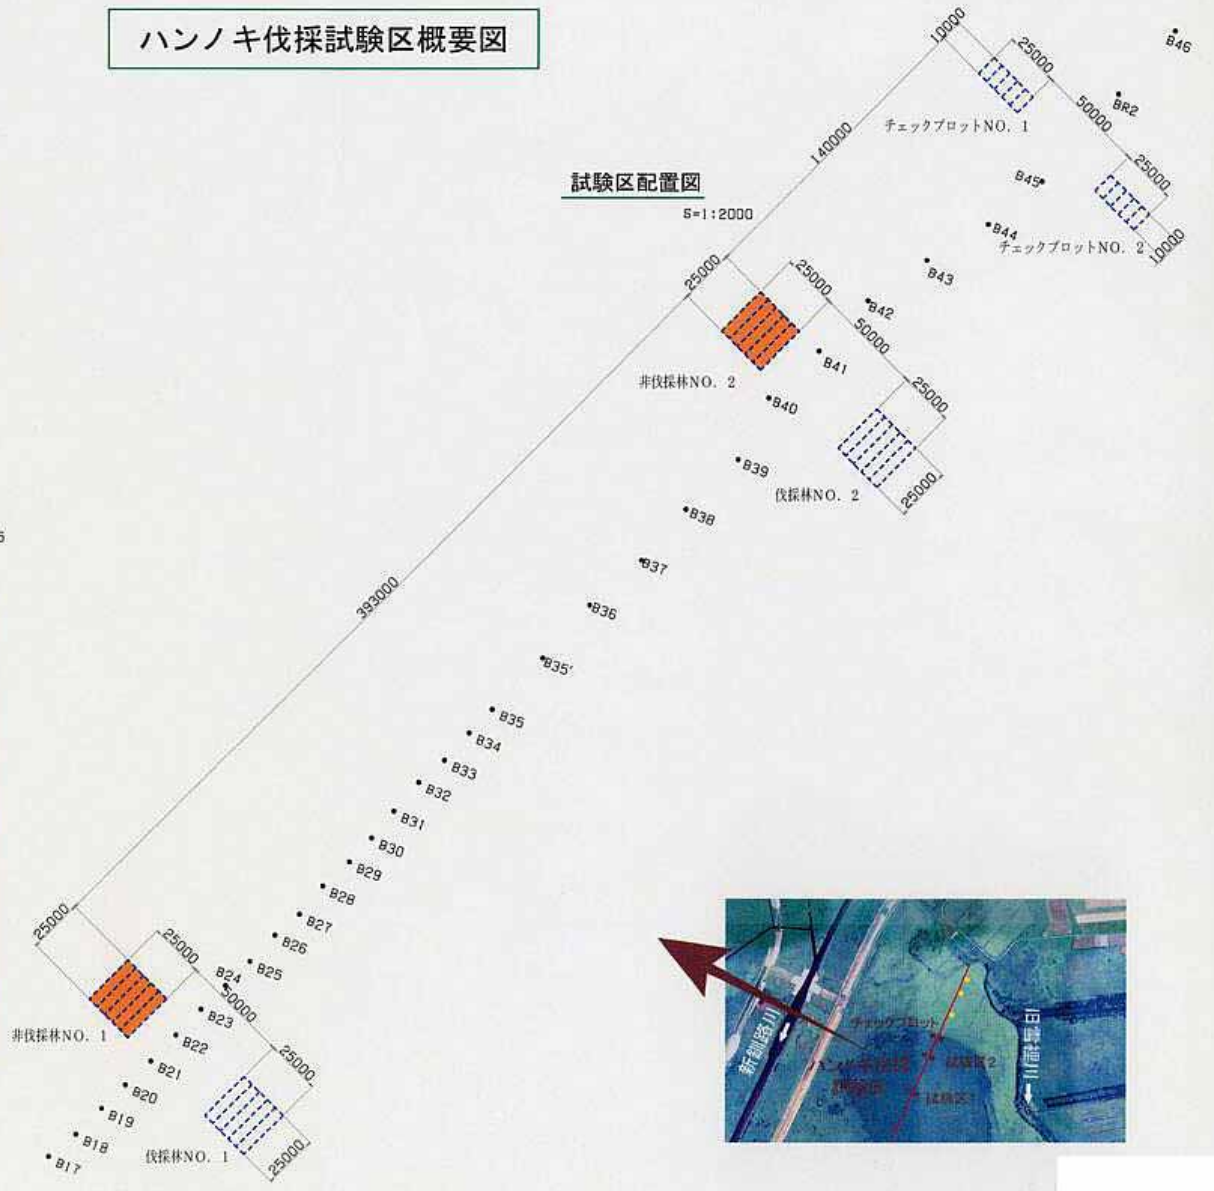 ハンノキ伐採試験区概要図
試験区配置図
S=1:2000
10000
25000
50000
25000
10000
チェックプロットNO. 1
チェックプロットNO. 2
140000
B46
BR2
B45
B44
B43
B42
B41
B40
B39
B38
B37
B36
B35'
B35
B34
B33
B32
B31
B30
B29
B28
B27
B26
B25
B24
B23
B22
B21
B20
B19
B18
B17
25000
25000
50000
25000
25000
非伐採林NO. 2
伐採林NO. 2
393000
25000
25000
50000
25000
25000
非伐採林NO. 1
伐採林NO. 1
新釧路川
旧雪裡川
チェックプロット
試験区2
試験区1